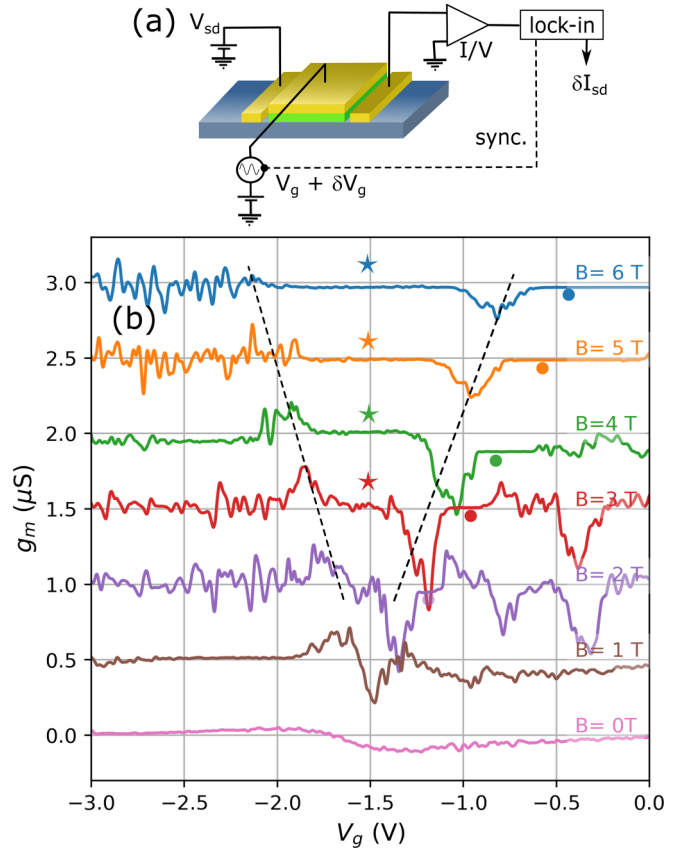 (a)
V_sd
I/V
lock-in
δI_sd
sync.
V_g + δV_g
(b)
g_m (μS)
3.0
2.5
2.0
1.5
1.0
0.5
0.0
B= 6 T
B= 5 T
B=4 T
B=3 T
B= 2 T
B= 1 T
B= 0T
−3.0 −2.5 −2.0 −1.5 −1.0 −0.5 0.0
V_g (V)